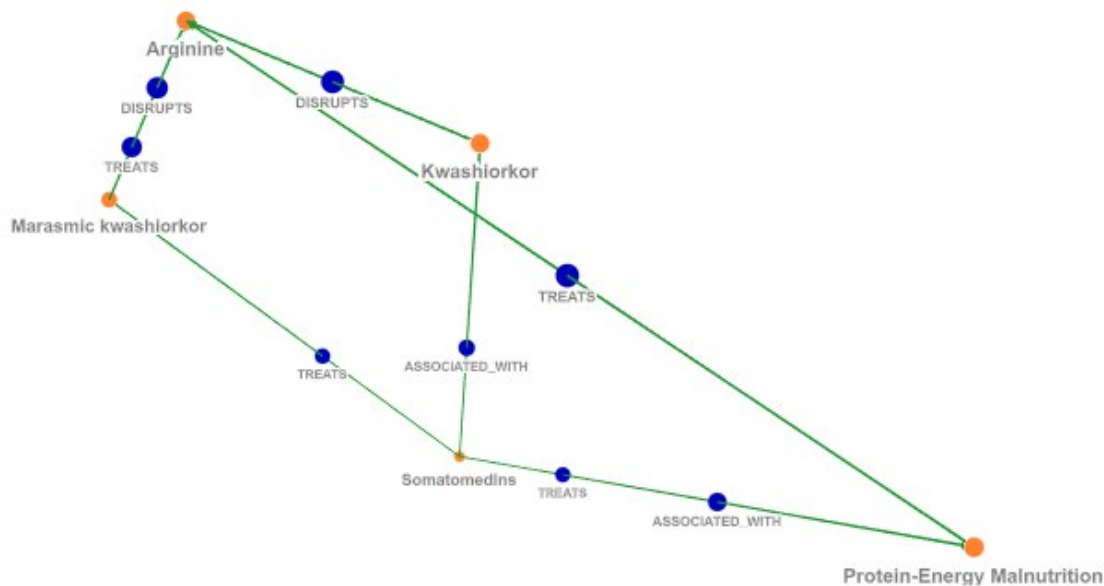 Arginine
DISRUPTS
DISRUPTS
TREATS
Kwashiorkor
Marasmic kwashiorkor
TREATS
ASSOCIATED_WITH
TREATS
Somatomedins
TREATS
ASSOCIATED_WITH
Protein-Energy Malnutrition